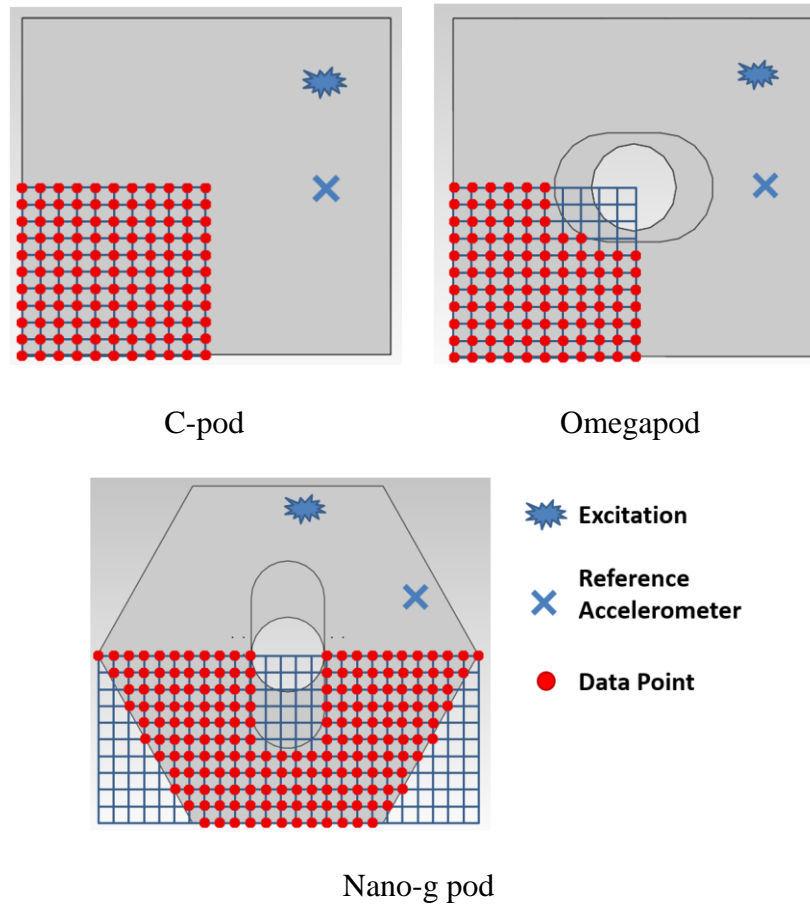 C-pod
Omegapod
Excitation
Reference
Accelerometer
Data Point
Nano-g pod